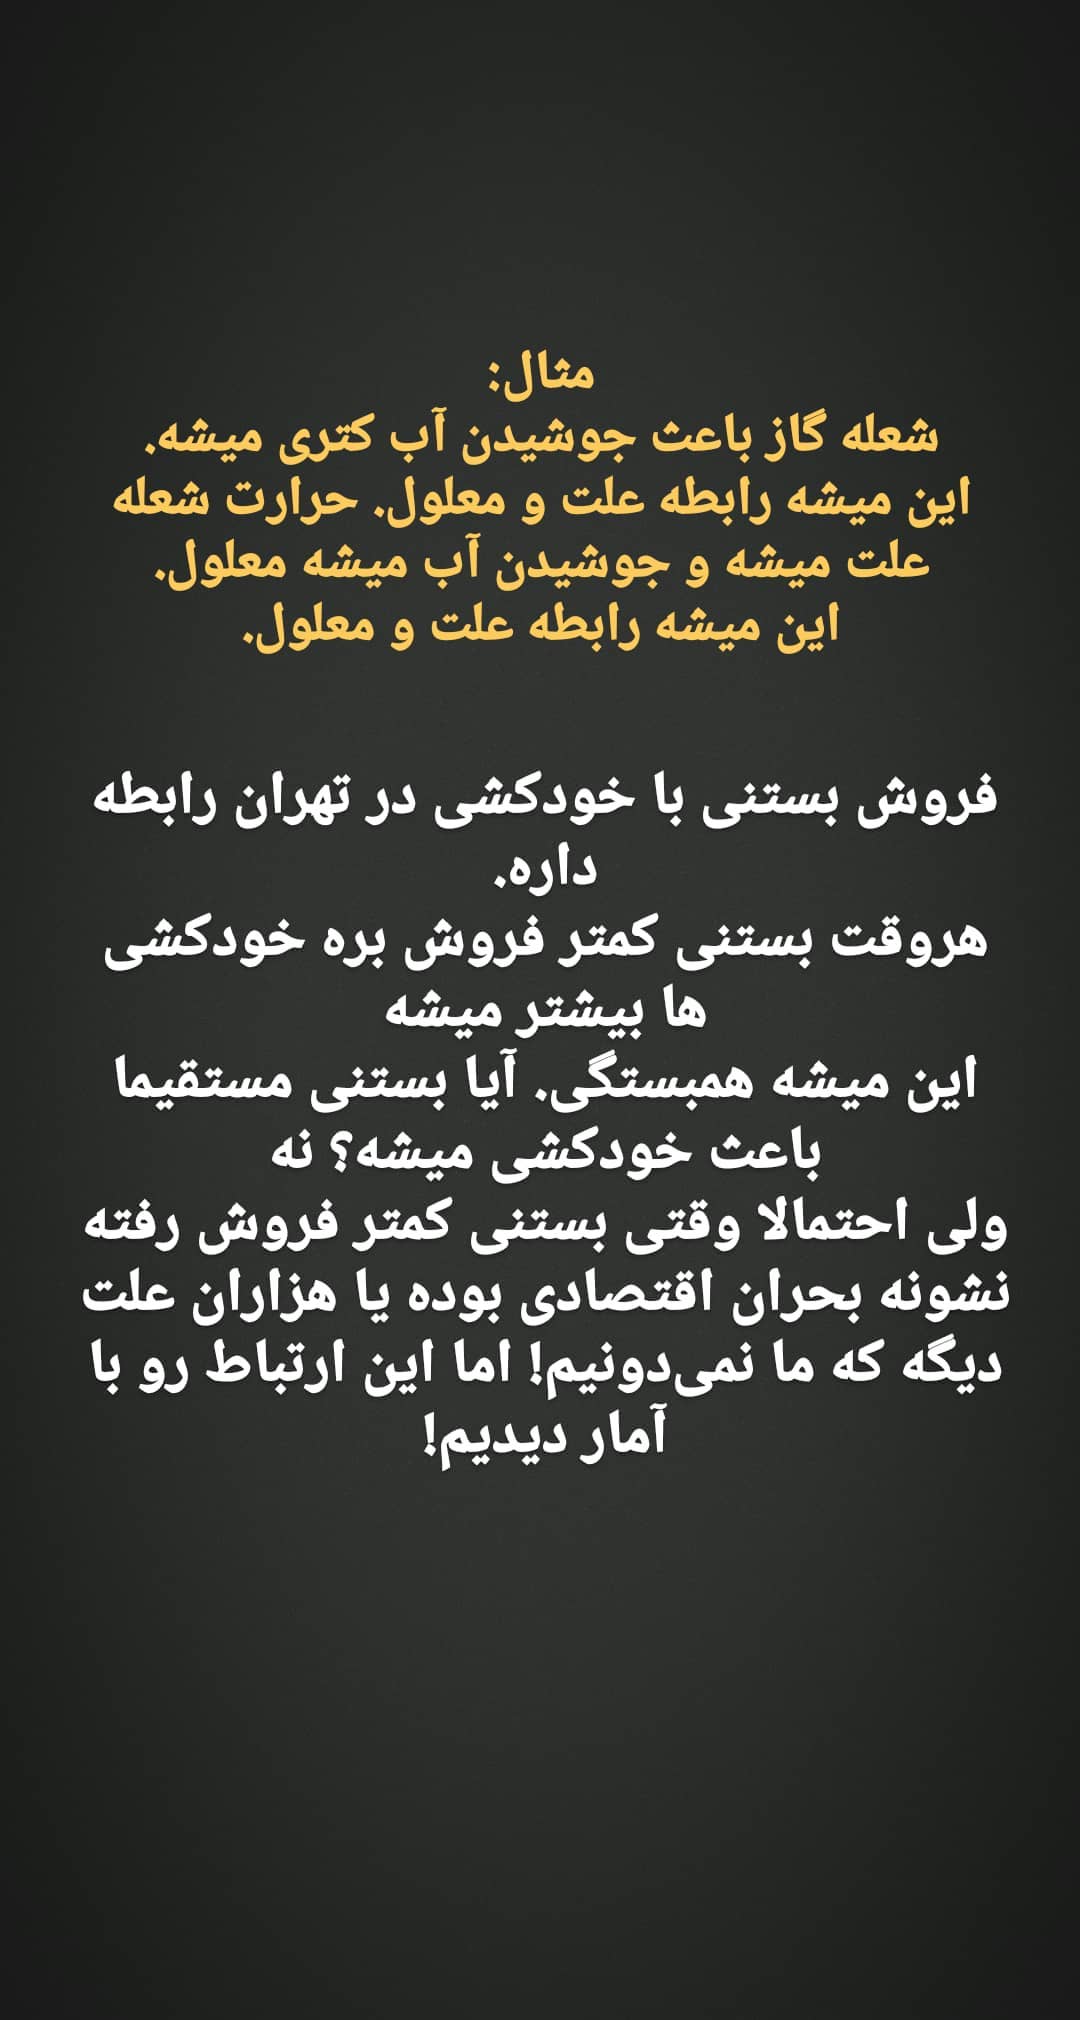 مثال:
شعله گاز باعث جوشیدن آب کتری میشه.
این میشه رابطه علت و معلول. حرارت شعله
علت میشه و جوشیدن آب میشه معلول.
این میشه رابطه علت و معلول.
فروش بستنی با خودکشی در تهران رابطه
داره.
هروقت بستنی کمتر فروش بره خودکشی
ها بیشتر میشه
این میشه همبستگی. آیا بستنی مستقیما
باعث خودکشی میشه؟ نه
ولی احتمالا وقتی بستنی کمتر فروش رفته
نشونه بحران اقتصادی بوده یا هزاران علت
دیگه که ما نمی‌دونیم! اما این ارتباط رو با
آمار دیدیم!